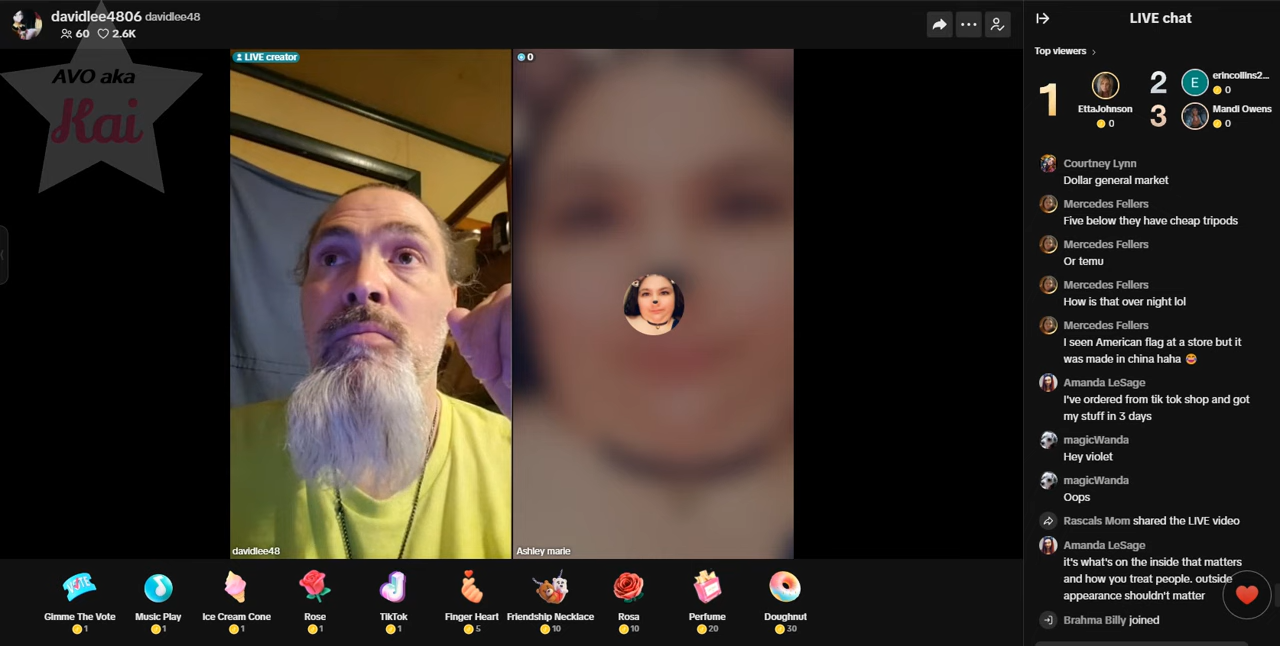 davidlee4806 davidlee48
60 2.6K
AVO aka
Kai
LIVE creator
0
davidlee48
Ashley marie
Gimme The Vote
1
Music Play
1
Ice Cream Cone
1
Rose
1
TikTok
1
Finger Heart
5
Friendship Necklace
10
Rosa
10
Perfume
20
Doughnut
30
LIVE chat
Top viewers
1
EttaJohnson
0
2
E
erincollins2...
0
3
Mandi Owens
0
Courtney Lynn
Dollar general market
Mercedes Fellers
Five below they have cheap tripods
Mercedes Fellers
Or temu
Mercedes Fellers
How is that over night lol
Mercedes Fellers
I seen American flag at a store but it
was made in china haha 🤣
Amanda LeSage
I've ordered from tik tok shop and got
my stuff in 3 days
magicWanda
Hey violet
magicWanda
Oops
Rascals Mom shared the LIVE video
Amanda LeSage
it's what's on the inside that matters
and how you treat people. outside
appearance shouldn't matter
Brahma Billy joined